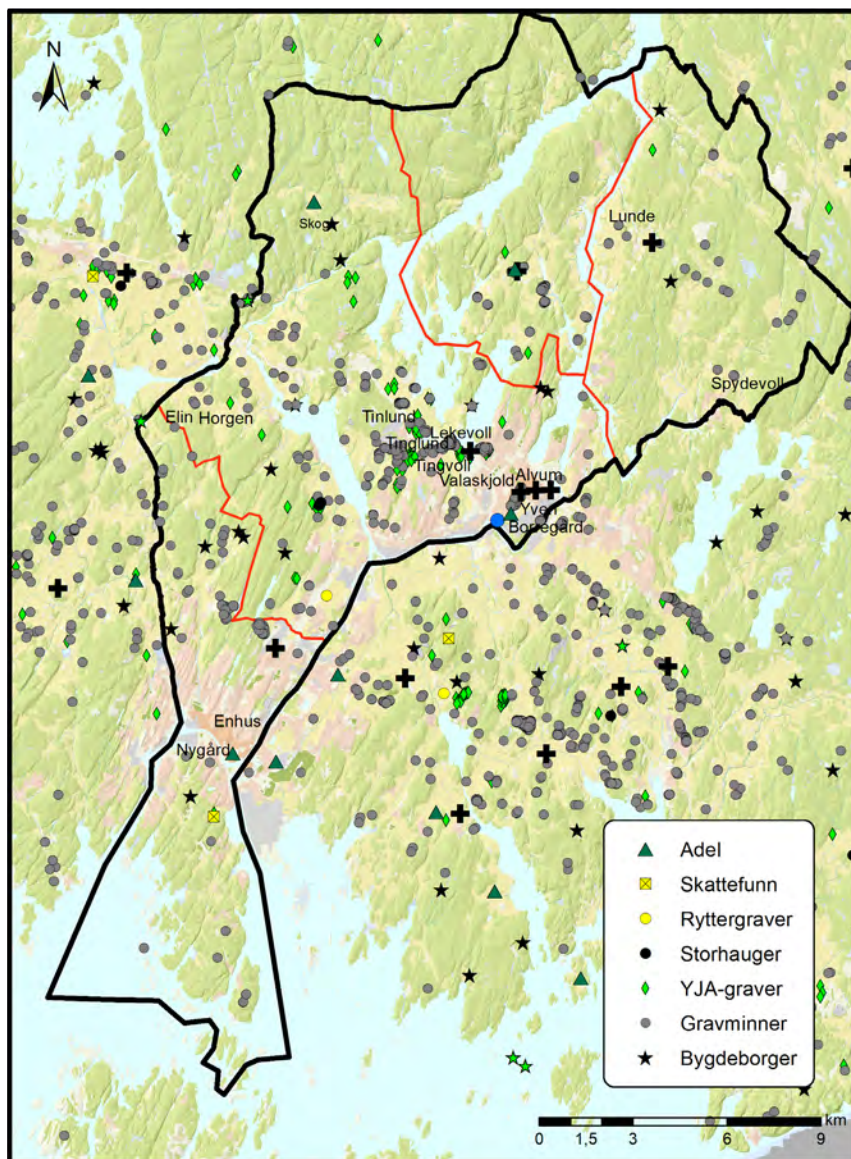 N
Skog
Lunde
Spydevoll
Elin Horgen
Tinlund
Lekevoll
Tinglund
Tingvoll
Valaskjold
Alvum
Yven
Borregård
Enhus
Nygård
Adel
Skattefunn
Ryttergraver
Storhauger
YJA-graver
Gravminner
Bygdeborger
km
0 1,5 3 6 9